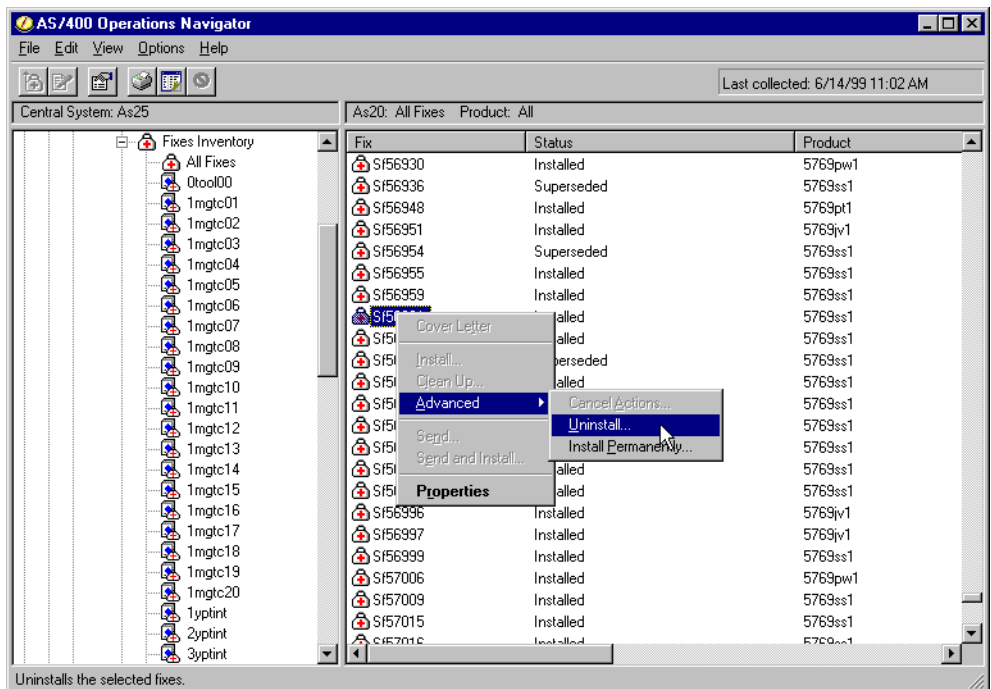 AS/400 Operations Navigator
File Edit View Options Help
Last collected: 6/14/99 11:02 AM
Central System: As25
Fixes Inventory
All Fixes
0tool00
1mgtc01
1mgtc02
1mgtc03
1mgtc04
1mgtc05
1mgtc06
1mgtc07
1mgtc08
1mgtc09
1mgtc10
1mgtc11
1mgtc12
1mgtc13
1mgtc14
1mgtc15
1mgtc16
1mgtc17
1mgtc18
1mgtc19
1mgtc20
1yptint
2yptint
3yptint
As20: All Fixes Product: All
Fix Status Product
Sf56930 Installed 5769pw1
Sf56936 Superseded 5769ss1
Sf56948 Installed 5769pt1
Sf56951 Installed 5769jv1
Sf56954 Superseded 5769ss1
Sf56955 Installed 5769ss1
Sf56959 Installed 5769ss1
5769ss1
5769ss1
5769ss1
5769ss1
5769ss1
5769ss1
5769ss1
5769ss1
5769ss1
Sf56996 Installed 5769jv1
Sf56997 Installed 5769jv1
Sf56999 Installed 5769ss1
Sf57006 Installed 5769pw1
Sf57009 Installed 5769ss1
Sf57015 Installed 5769ss1
Sf57016 Installed 5769ss1
Cover Letter
Install...
Clean Up...
Advanced
Send...
Send and Install...
Properties
Cancel Actions...
Uninstall...
Install Permanently...
Uninstalls the selected fixes.